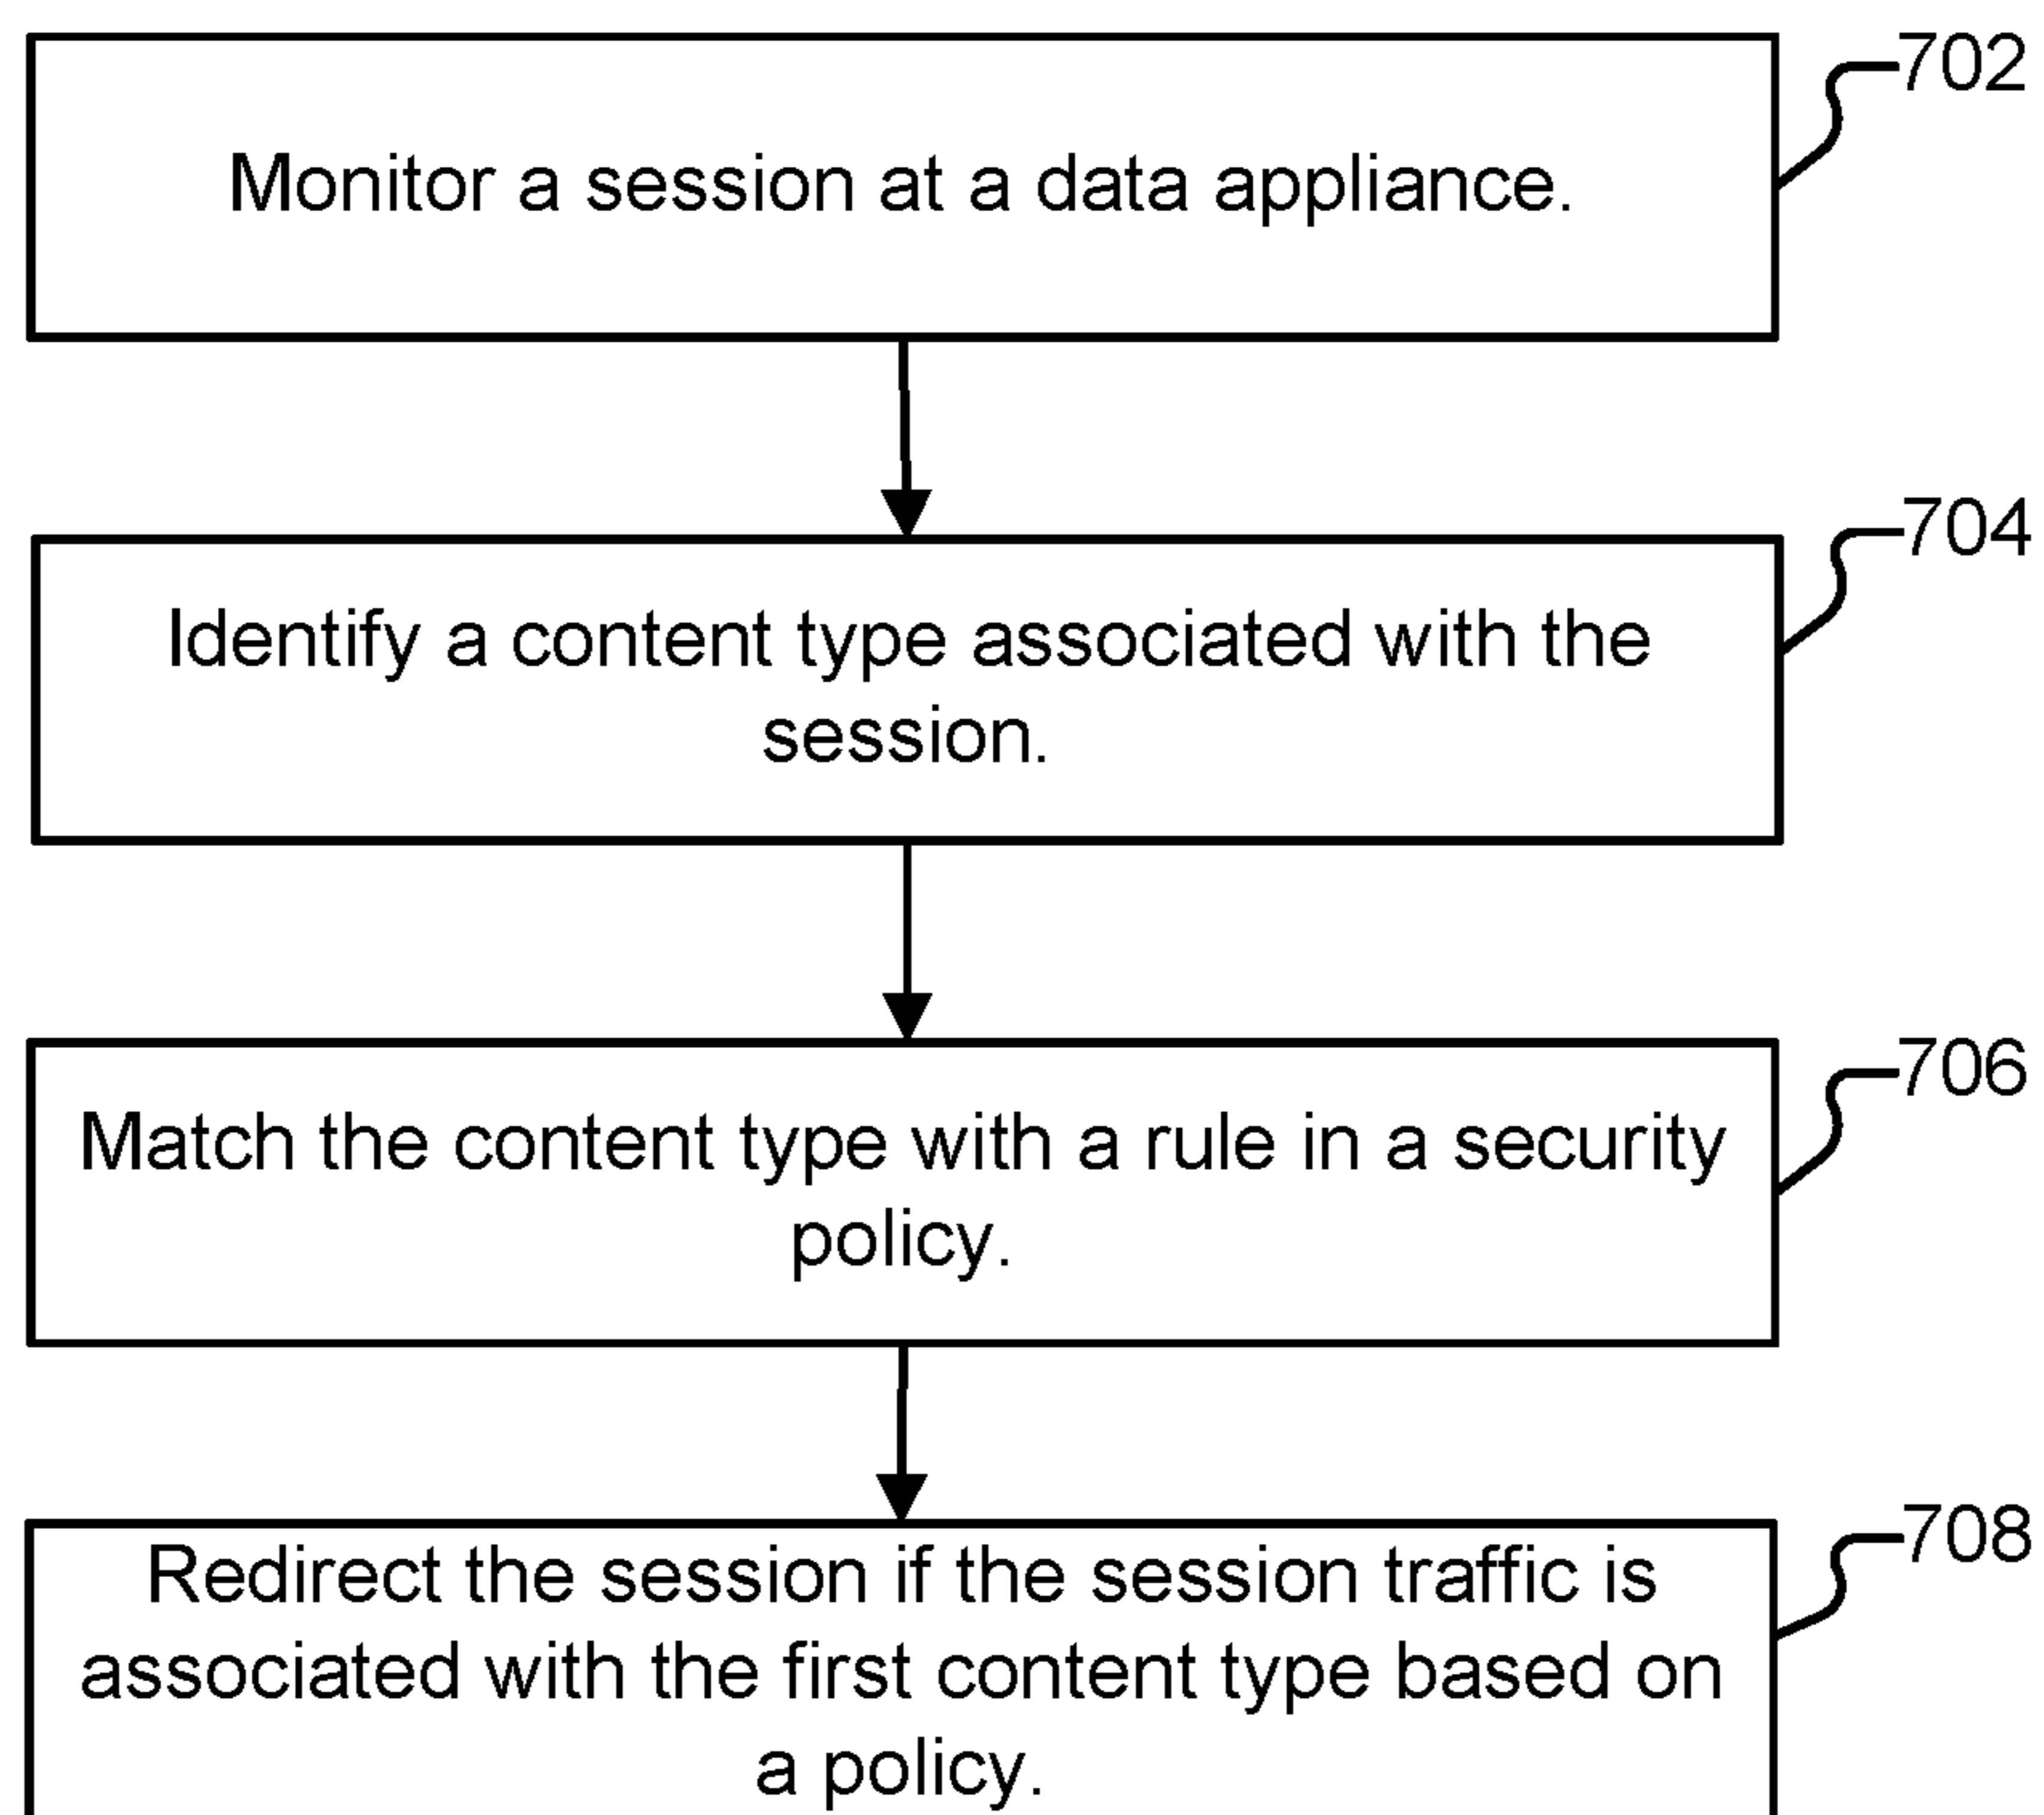 702
Monitor a session at a data appliance.
704
Identify a content type associated with the
session.
706
Match the content type with a rule in a security
policy.
708
Redirect the session if the session traffic is
associated with the first content type based on
a policy.